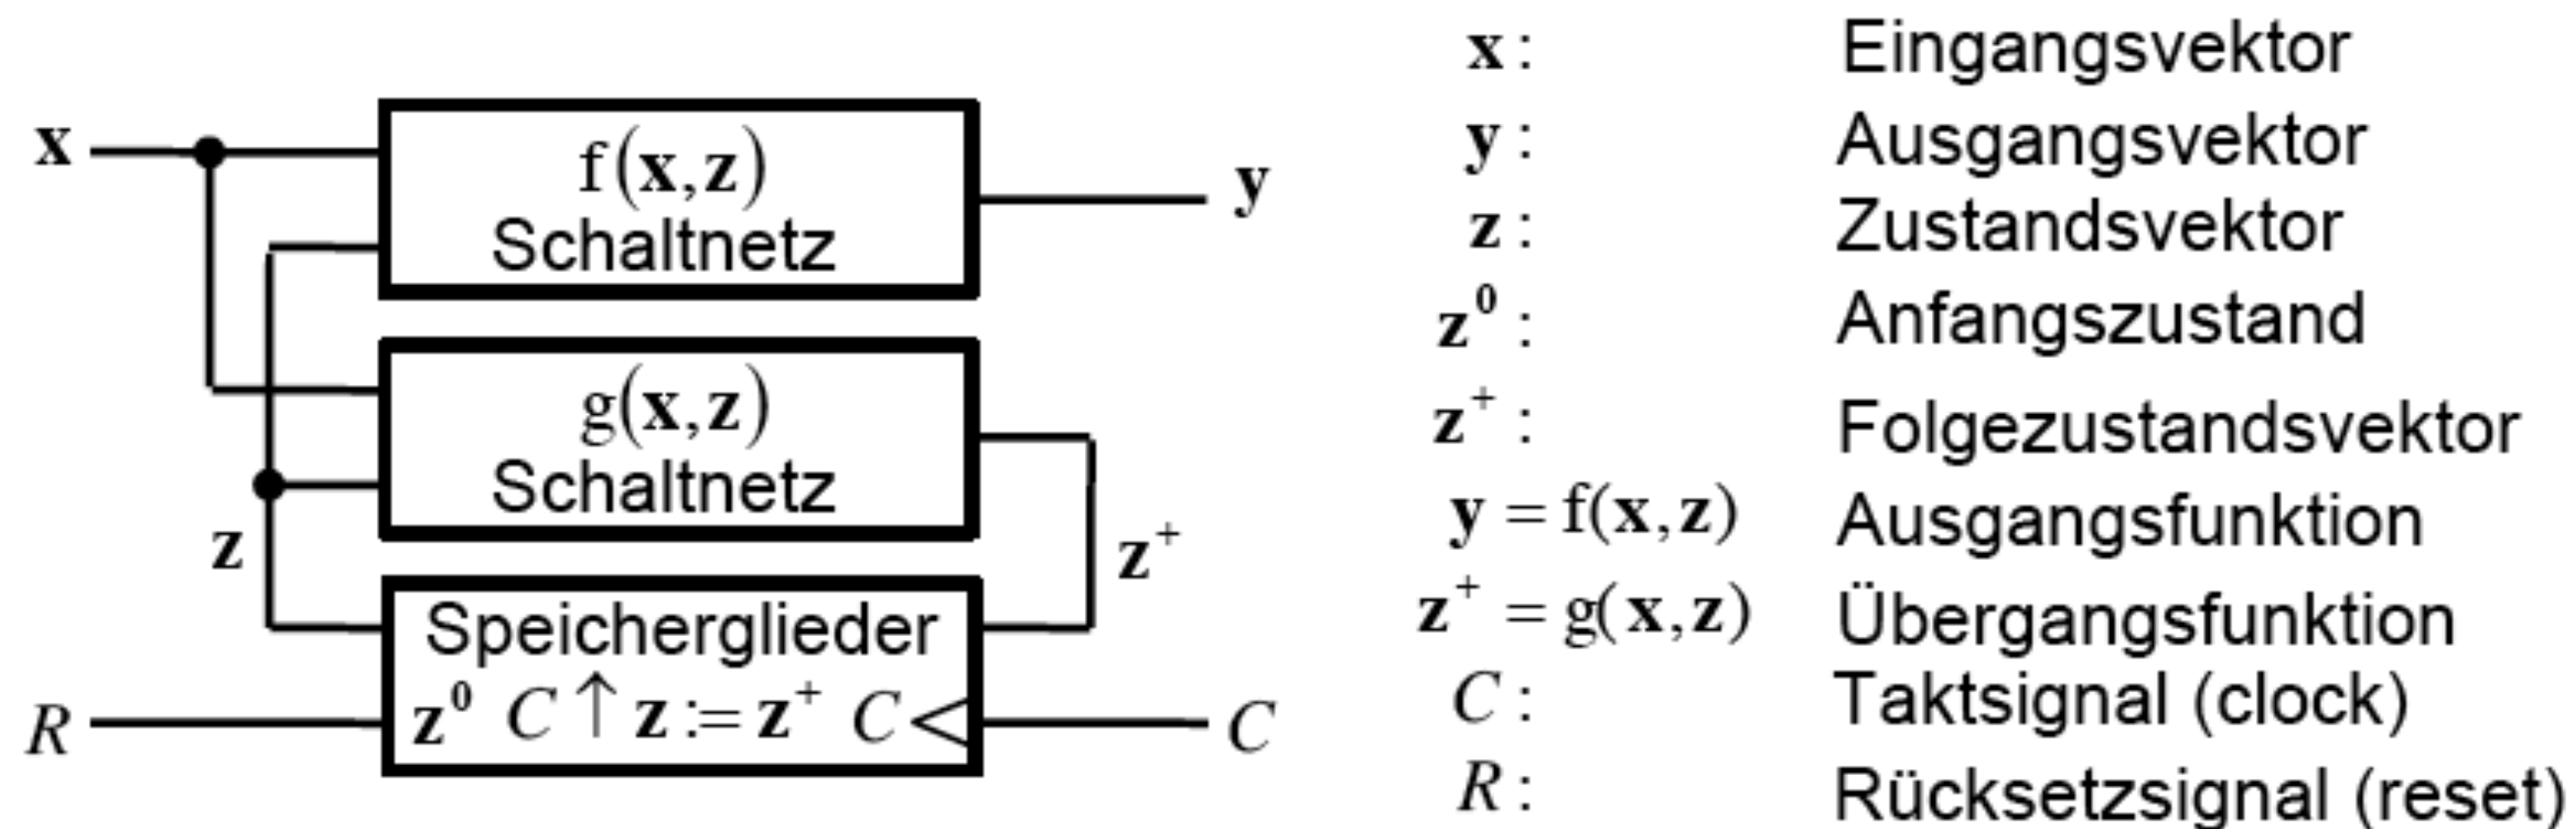 x
f(x,z)
Schaltnetz
y
g(x,z)
Schaltnetz
z
z⁺
Speicherglieder
R
z⁰ C↑z := z⁺ C
C
x: Eingangsvektor
y: Ausgangsvektor
z: Zustandsvektor
z⁰: Anfangszustand
z⁺: Folgezustandsvektor
y = f(x,z) Ausgangsfunktion
z⁺ = g(x,z) Übergangsfunktion
C: Taktsignal (clock)
R: Rücksetzsignal (reset)